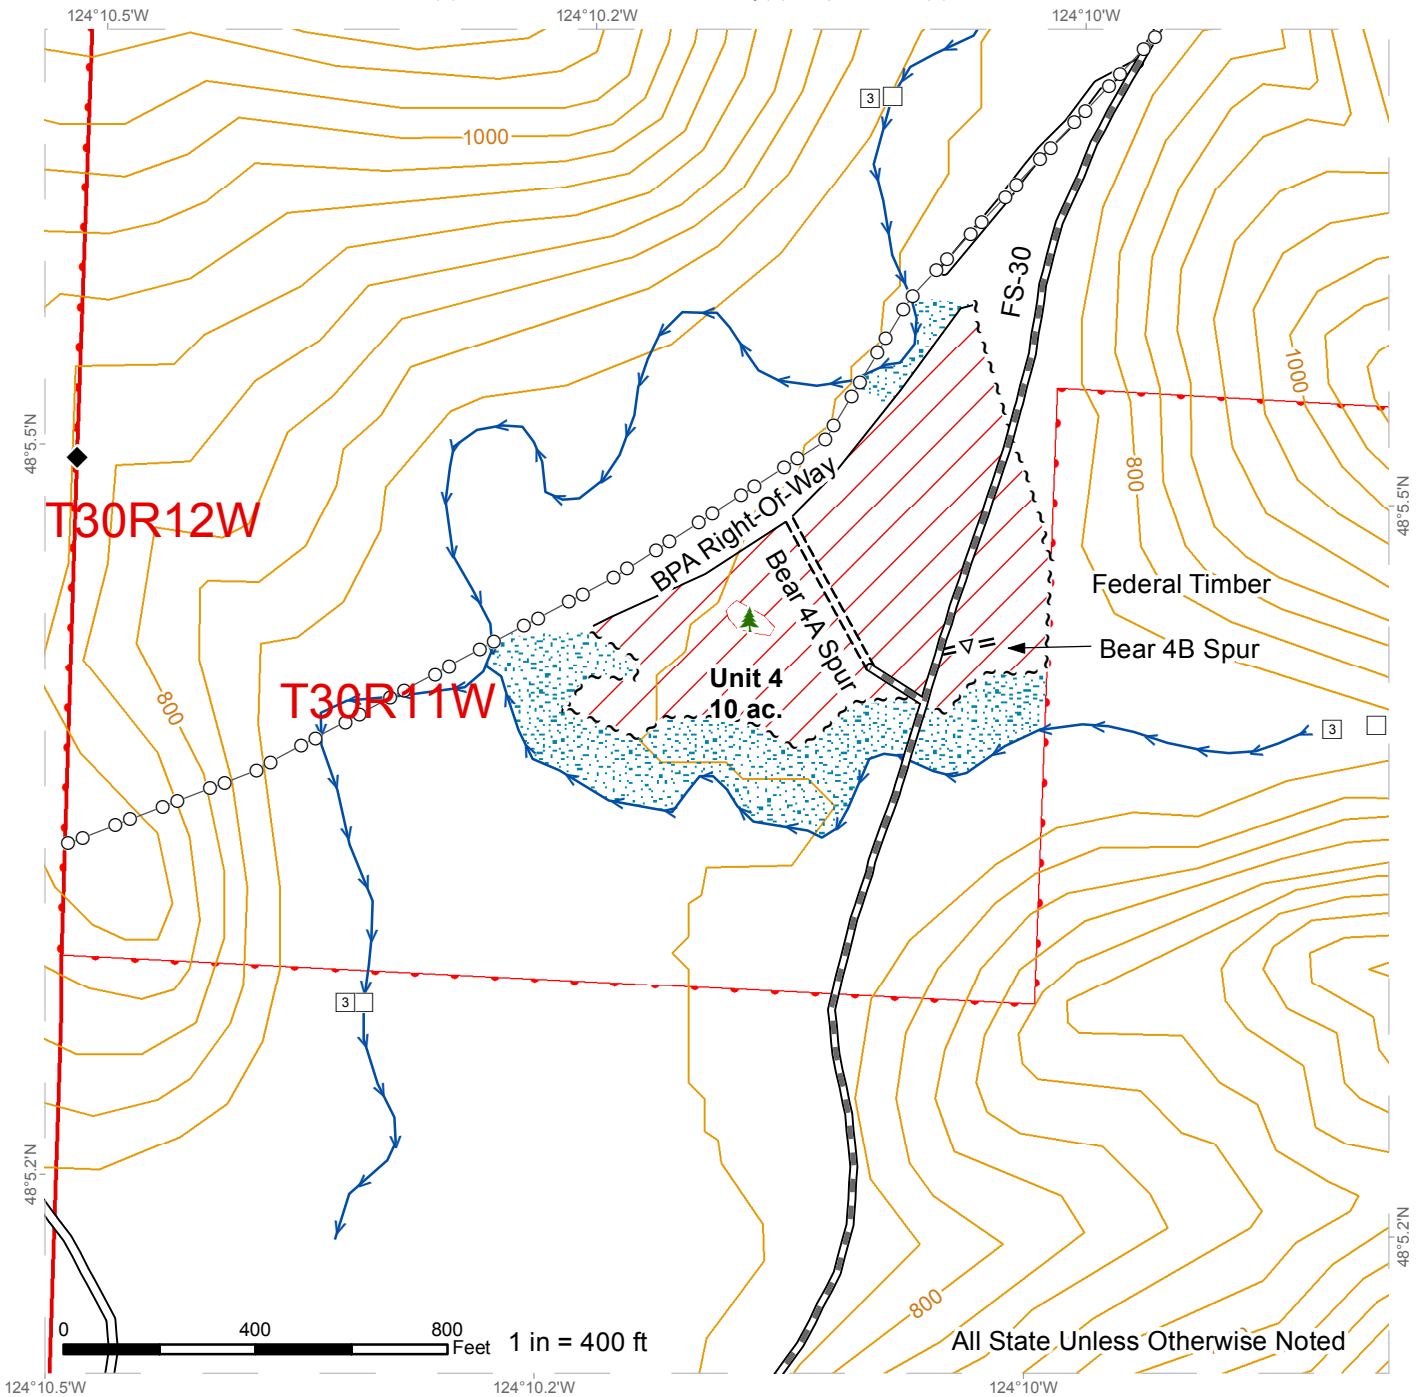 124°10.5'W
124°10.2'W
124°10'W
3
1000
FS-30
1000
48°5.5'N
800
BPA Right-Of-Way
T30R12W
48°5.5'N
Bear 4A Spur
Federal Timber
Bear 4B Spur
Unit 4
10 ac.
T30R11W
800
3
3
48°5.2'N
48°5.2'N
800
0 400 800
Feet
1 in = 400 ft
All State Unless Otherwise Noted
124°10.5'W
124°10.2'W
124°10'W